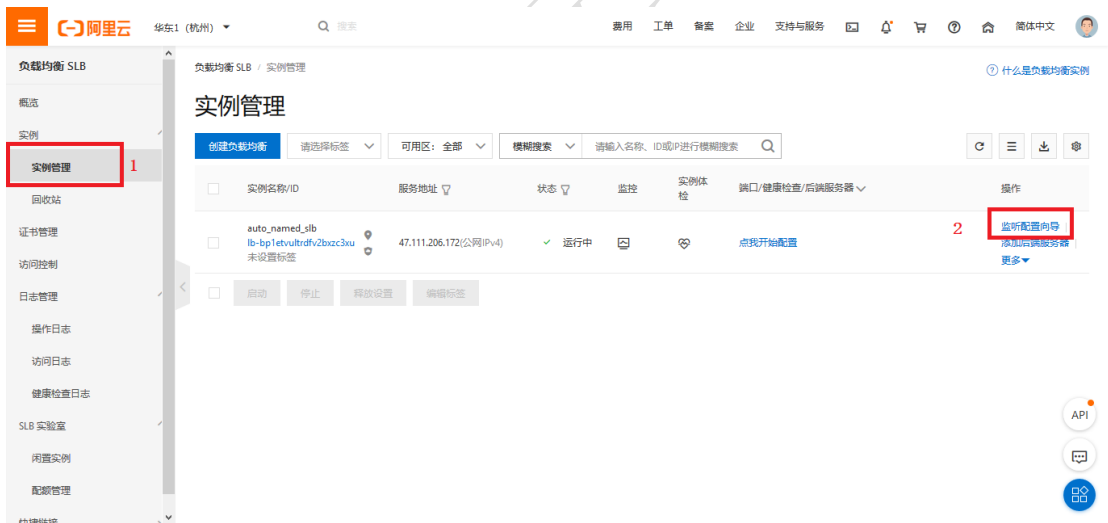 阿里云 华东1（杭州） 搜索 费用 工单 备案 企业 支持与服务 简体中文
负载均衡 SLB
概览
实例
实例管理 1
回收站
证书管理
访问控制
日志管理
操作日志
访问日志
健康检查日志
SLB 实验室
闲置实例
配额管理
快捷链接
负载均衡 SLB / 实例管理 什么是负载均衡实例
实例管理
创建负载均衡 请选择标签 可用区：全部 模糊搜索 请输入名称、ID或IP进行模糊搜索
实例名称/ID 服务地址 状态 监控 实例体检 端口/健康检查/后端服务器 操作
auto_named_slb
lb-bp1etvultrdfv2bxzc3xu 47.111.206.172(公网IPv4) 运行中 点我开始配置 2 监听配置向导
未设置标签 添加后端服务器
更多
启动 停止 释放设置 编辑标签
API